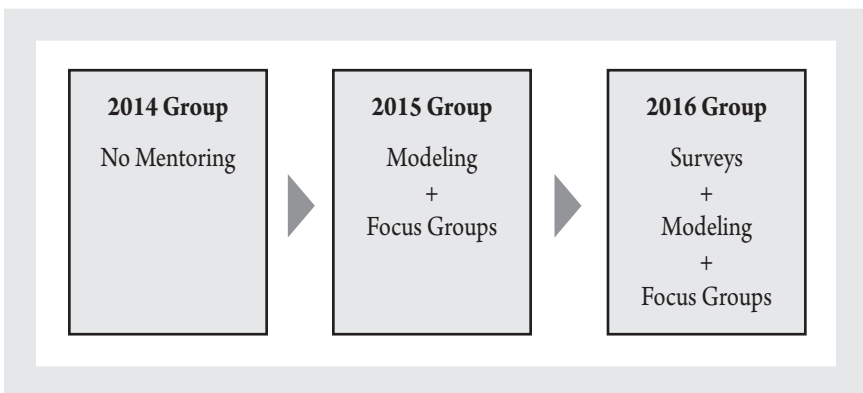 2014 Group
No Mentoring
2015 Group
Modeling
+
Focus Groups
2016 Group
Surveys
+
Modeling
+
Focus Groups